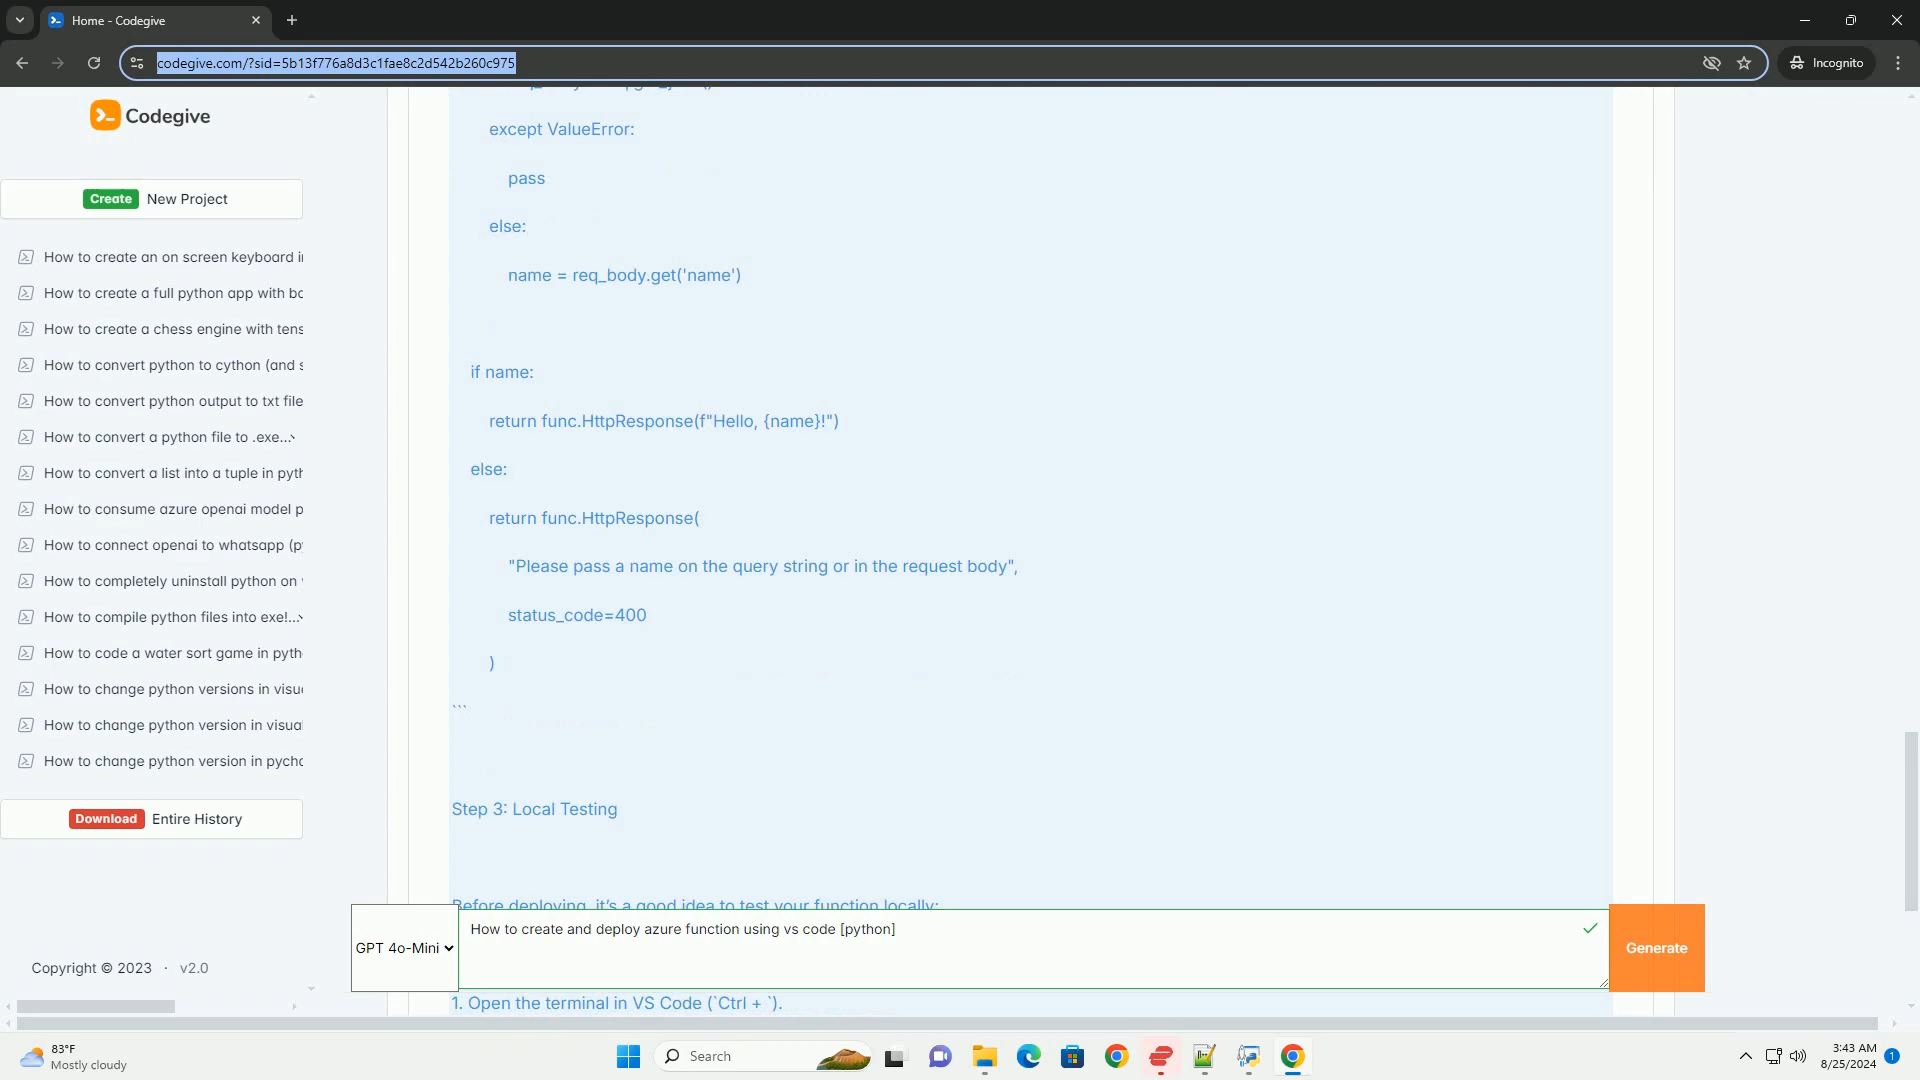 Home - Codegive
codegive.com/?sid=5b13f776a8d3c1fae8c2d542b260c975
Incognito
Codegive
Create New Project
How to create an on screen keyboard i
How to create a full python app with ba
How to create a chess engine with tens
How to convert python to cython (and s
How to convert python output to txt file
How to convert a python file to .exe...
How to convert a list into a tuple in pyth
How to consume azure openai model p
How to connect openai to whatsapp (p
How to completely uninstall python on
How to compile python files into exe!...
How to code a water sort game in pyth
How to change python versions in visu
How to change python version in visual
How to change python version in pycha
Download Entire History
Copyright © 2023 · v2.0
except ValueError:
pass
else:
name = req_body.get('name')
if name:
return func.HttpResponse(f"Hello, {name}!")
else:
return func.HttpResponse(
"Please pass a name on the query string or in the request body",
status_code=400
)
```
Step 3: Local Testing
Before deploying, it's a good idea to test your function locally:
GPT 4o-Mini
How to create and deploy azure function using vs code [python]
Generate
1. Open the terminal in VS Code (`Ctrl + `).
83°F
Mostly cloudy
Search
3:43 AM
8/25/2024
1